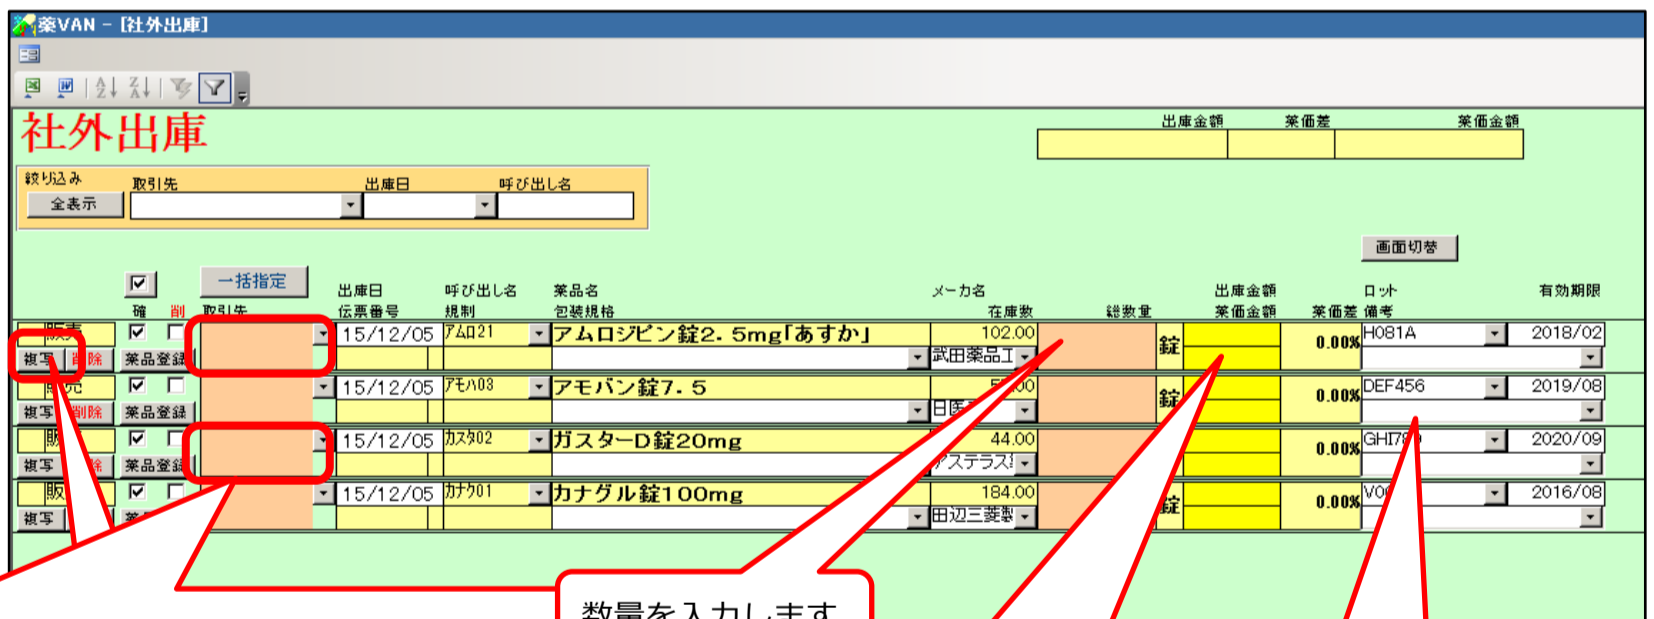 薬VAN - [社外出庫]
社外出庫
出庫金額 薬価差 薬価金額
絞り込み 取引先 出庫日 呼び出し名
全表示
画面切替
一括指定
出庫日 呼び出し名 薬品名 メーカ名 出庫金額 ロット 有効期限
確 削 取引先 伝票番号 規制 包装規格 在庫数 総数量 薬価金額 薬価差 備考
販売 15/12/05 アムロ21 アムロジピン錠2.5mg「あすか」 102.00 錠 0.00% H081A 2018/02
複写 削除 薬品登録 武田薬品工
販売 15/12/05 アモバ03 アモバン錠7.5 錠 0.00% DEF456 2019/08
複写 削除 薬品登録 日医
15/12/05 ガスタ02 ガスターD錠20mg 44.00 0.00% 2020/09
複写 薬品登録 アステラス
15/12/05 カナグ01 カナグル錠100mg 184.00 錠 0.00% 2016/08
複写 田辺三菱製
数量を入力します